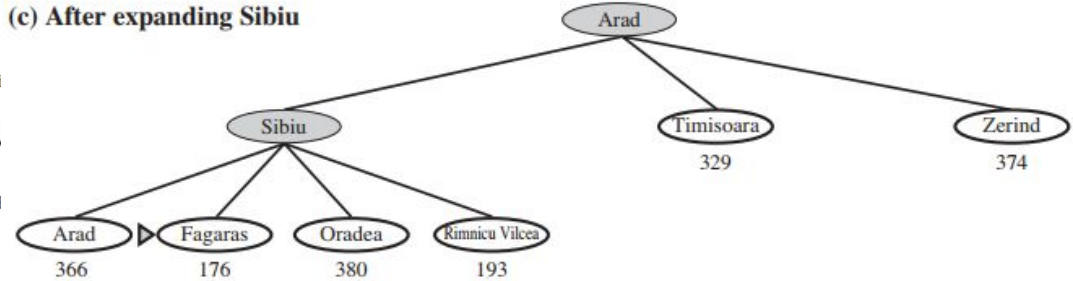 (c) After expanding Sibiu
Arad
Sibiu
Timisoara
Zerind
329
374
Arad
Fagaras
Oradea
Rimnicu Vilcea
366
176
380
193